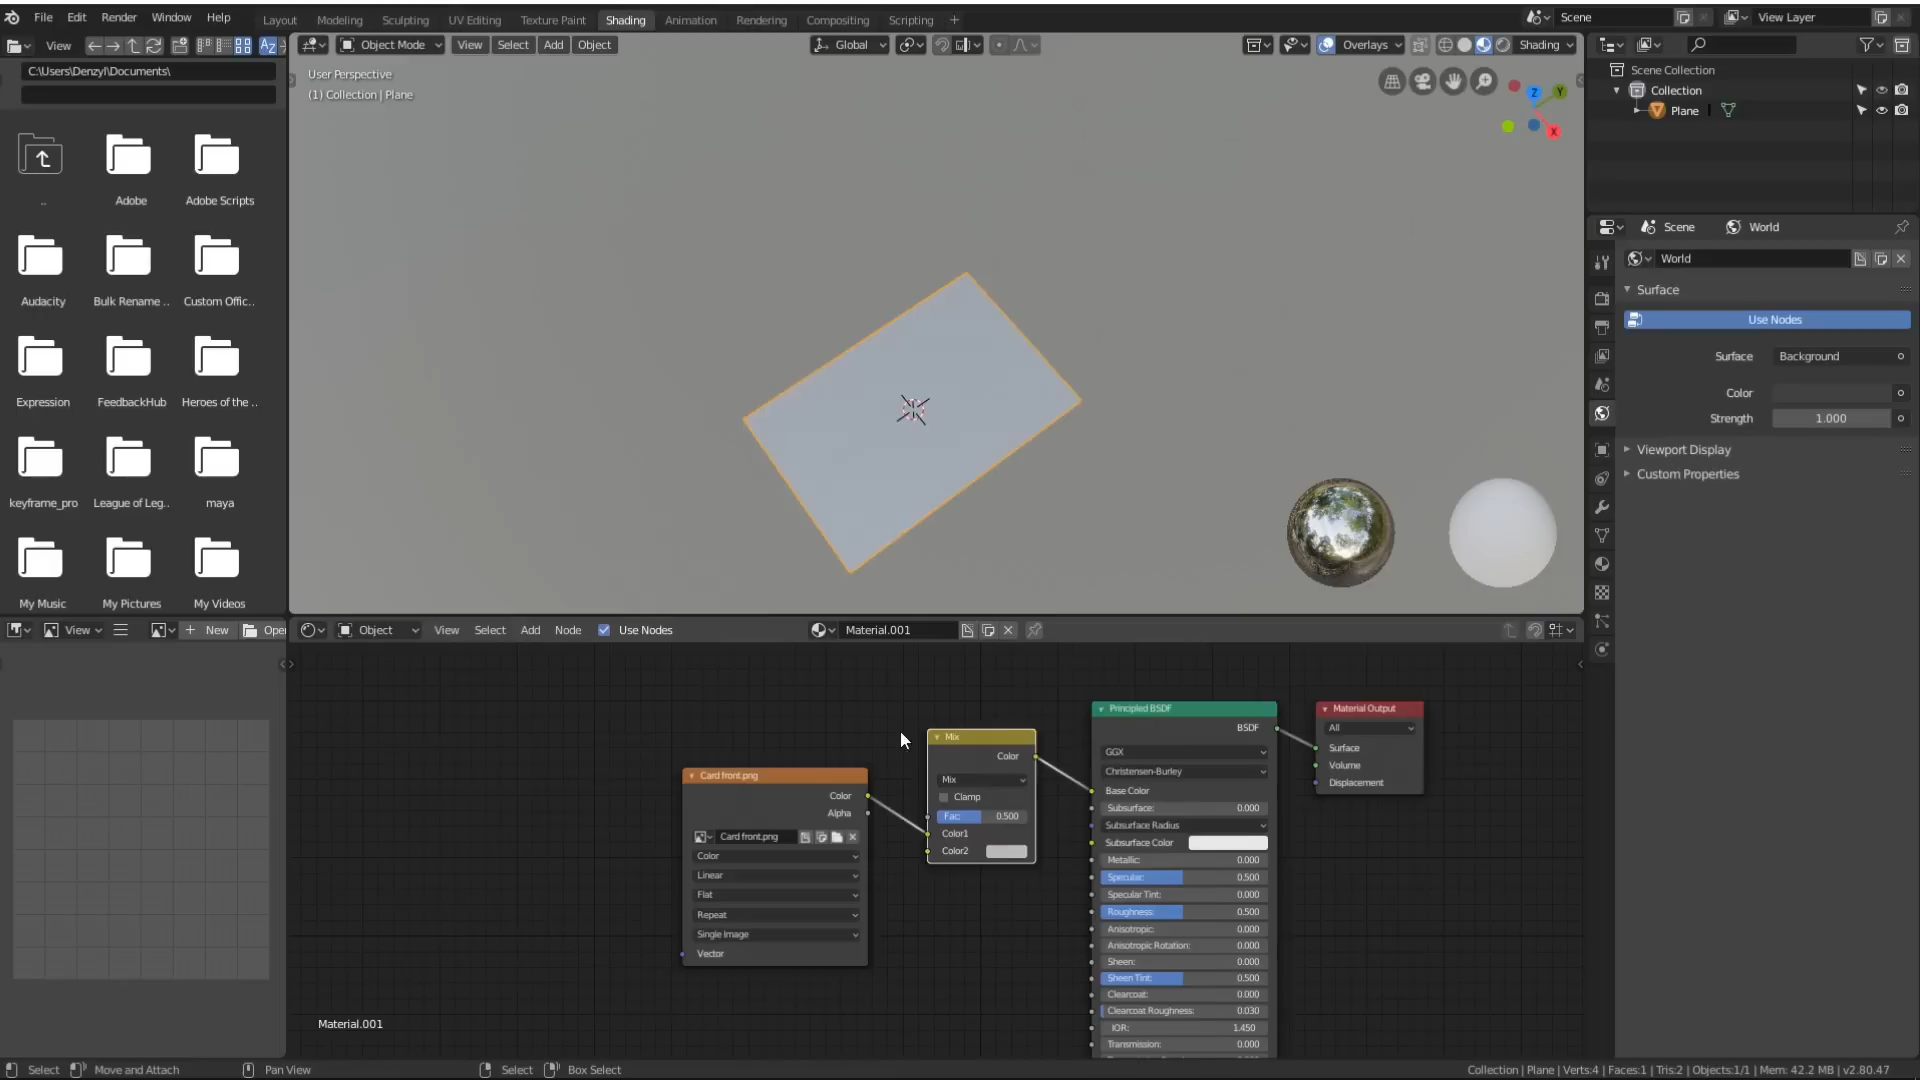 File Edit Render Window Help
Layout Modeling Sculpting UV Editing Texture Paint Shading Animation Rendering Compositing Scripting +
Scene
View Layer
View
C:\Users\Denzyl\Documents\
..
Adobe
Adobe Scripts
Audacity
Bulk Rename ..
Custom Offic..
Expression
FeedbackHub
Heroes of the ..
keyframe_pro
League of Leg..
maya
My Music
My Pictures
My Videos
Object Mode View Select Add Object
Global
Overlays
Shading
User Perspective
(1) Collection | Plane
Z
Y
X
Scene Collection
Collection
Plane
Scene World
World
Surface
Use Nodes
Surface Background
Color
Strength 1.000
Viewport Display
Custom Properties
View
New
Open
Object View Select Add Node Use Nodes
Material.001
Card front.png
Color
Alpha
Card front.png
Color
Linear
Flat
Repeat
Single Image
Vector
Mix
Color
Mix
Clamp
Fac: 0.500
Color1
Color2
Principled BSDF
BSDF
GGX
Christensen-Burley
Base Color
Subsurface: 0.000
Subsurface Radius
Subsurface Color
Metallic: 0.000
Specular: 0.500
Specular Tint: 0.000
Roughness: 0.500
Anisotropic: 0.000
Anisotropic Rotation: 0.000
Sheen: 0.000
Sheen Tint: 0.500
Clearcoat: 0.000
Clearcoat Roughness: 0.030
IOR: 1.450
Transmission: 0.000
Material Output
All
Surface
Volume
Displacement
Material.001
Select Move and Attach Pan View Select Box Select
Collection | Plane | Verts:4 | Faces:1 | Tris:2 | Objects:1/1 | Mem: 42.2 MB | v2.80.47